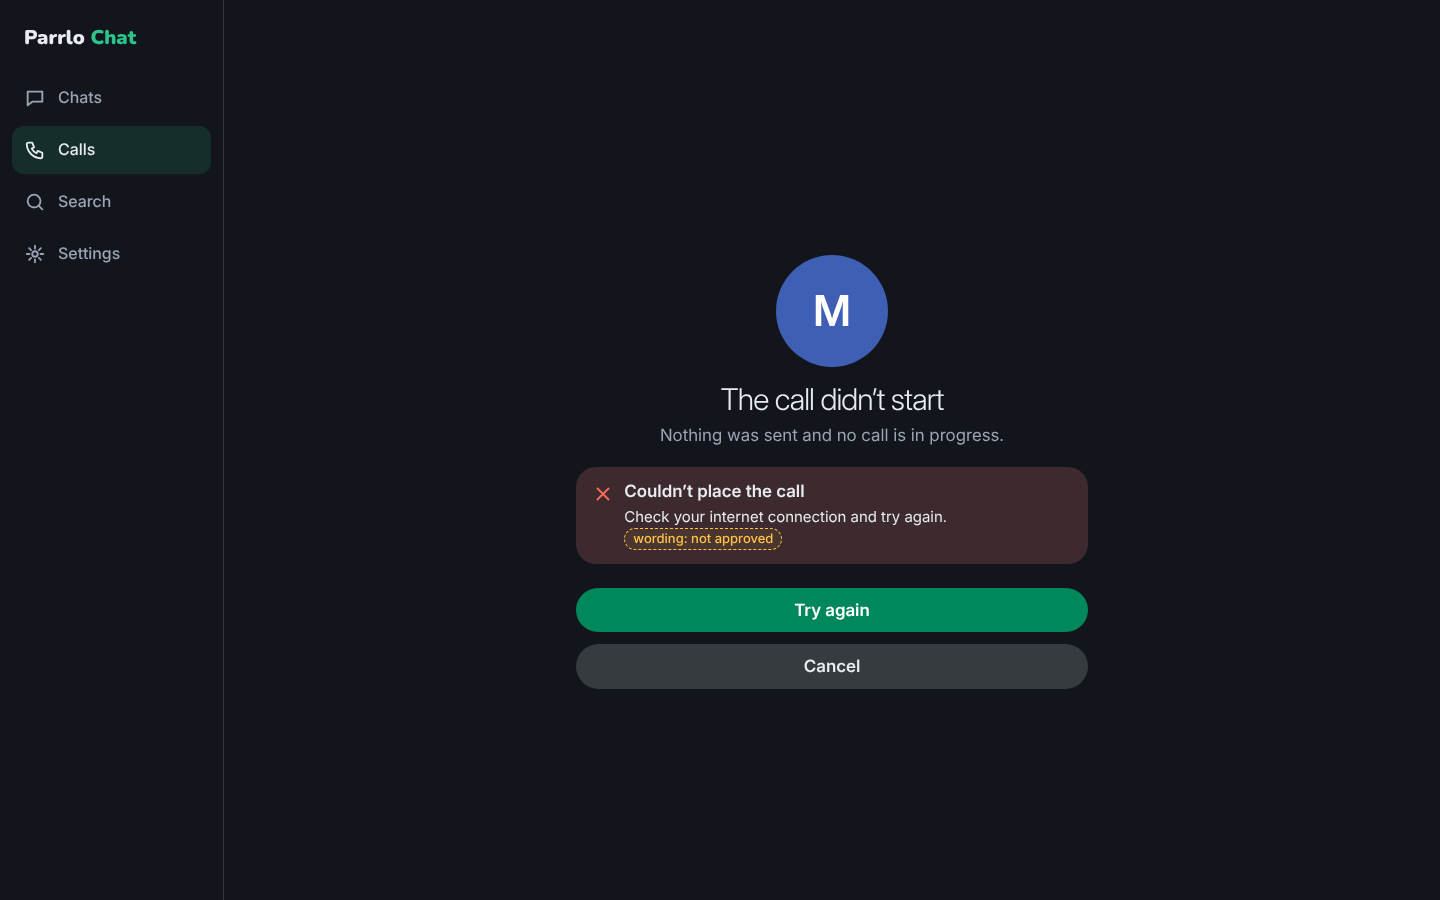 Parrlo Chat
Chats
Calls
Search
Settings
M
The call didn’t start
Nothing was sent and no call is in progress.
Couldn’t place the call
Check your internet connection and try again.
wording: not approved
Try again
Cancel